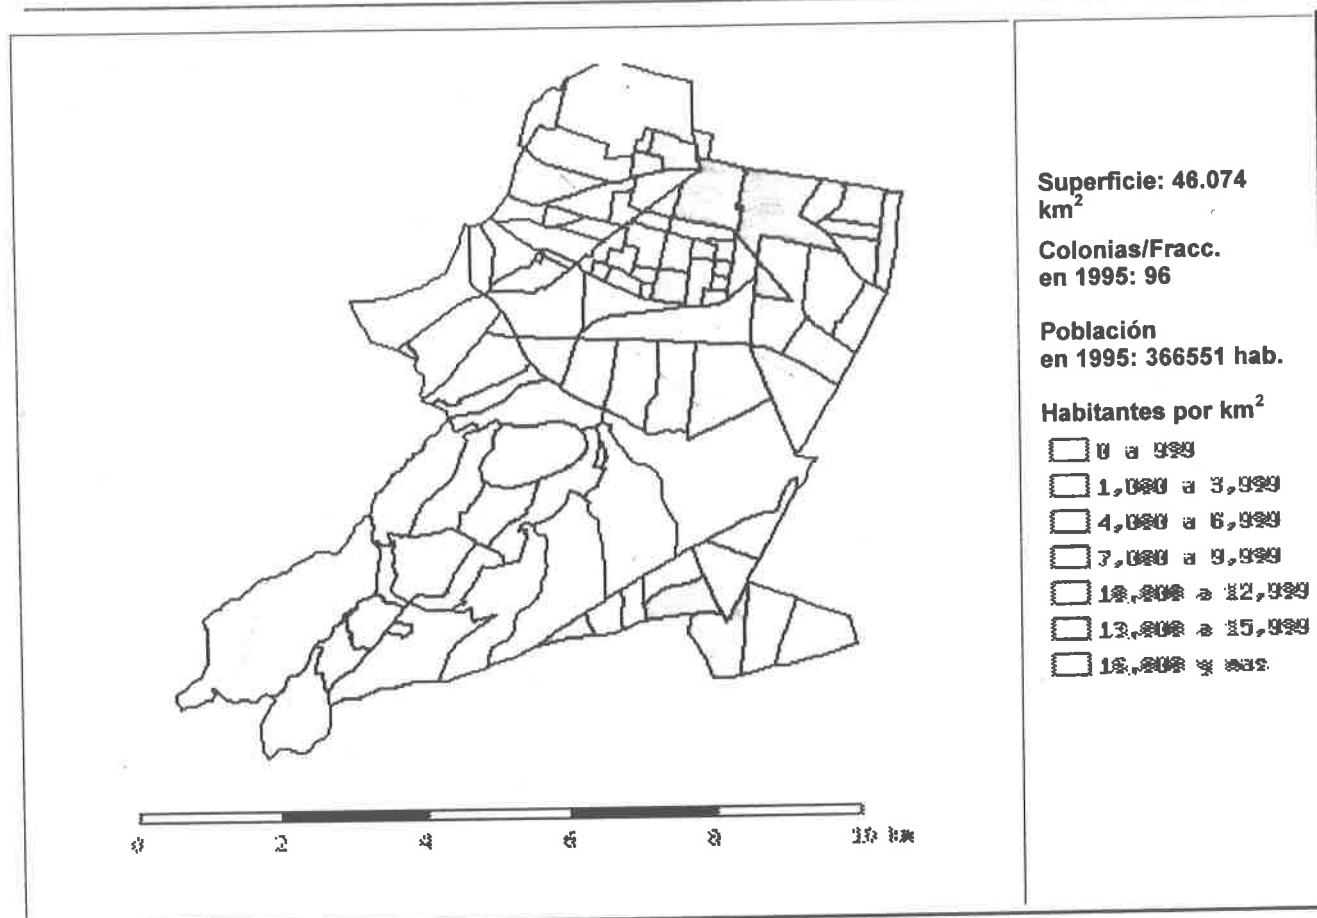 Superficie: 46.074
km²
Colonias/Fracc.
en 1995: 96
Población
en 1995: 366551 hab.
Habitantes por km²
0 a 999
1,000 a 3,999
4,000 a 6,999
7,000 a 9,999
10,000 a 12,999
13,000 a 15,999
16,000 y mas
0 2 4 6 8 10 km